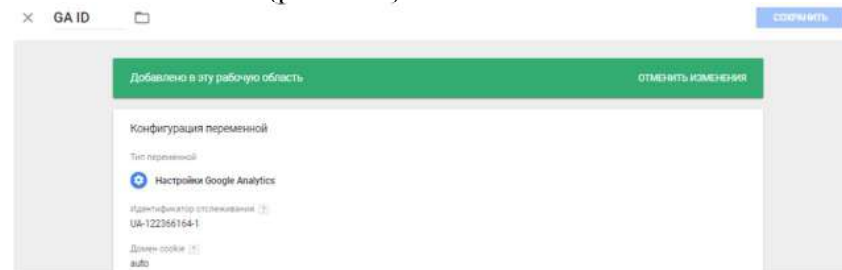 GA ID
СОХРАНИТЬ
Добавлено в эту рабочую область ОТМЕНИТЬ ИЗМЕНЕНИЯ
Конфигурация переменной
Тип переменной
Настройки Google Analytics
Идентификатор отслеживания ?
UA-122366164-1
Домен cookie ?
auto